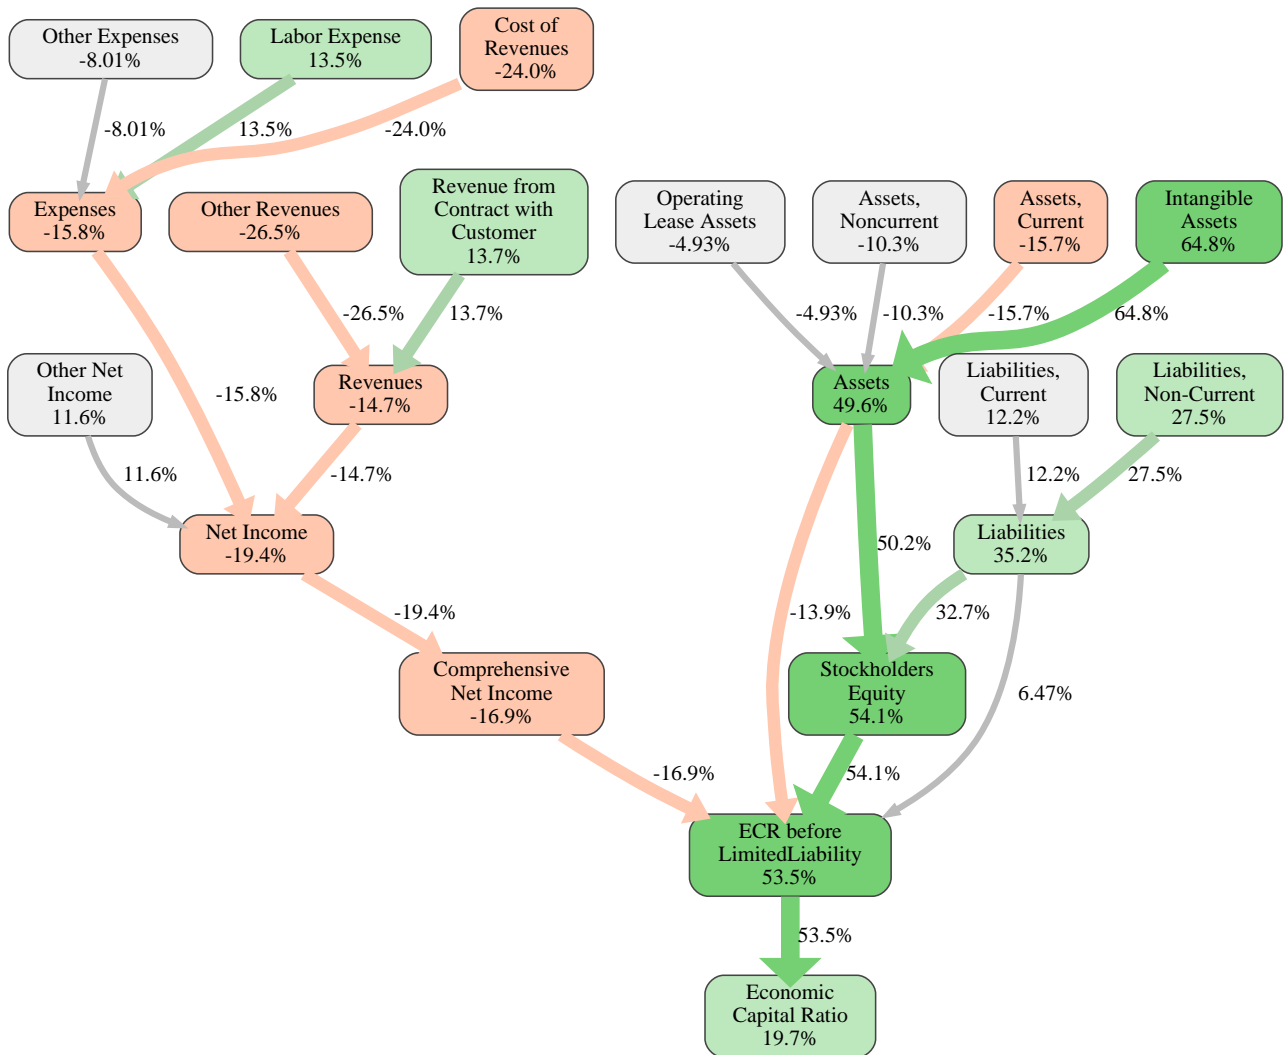 Other Expenses
-8.01%
Labor Expense
13.5%
Cost of
Revenues
-24.0%
-8.01%
13.5%
-24.0%
Expenses
-15.8%
Other Revenues
-26.5%
Revenue from
Contract with
Customer
13.7%
Operating
Lease Assets
-4.93%
Assets,
Noncurrent
-10.3%
Assets,
Current
-15.7%
Intangible
Assets
64.8%
-26.5%
13.7%
-4.93%
-10.3%
-15.7%
64.8%
Other Net
Income
11.6%
-15.8%
Revenues
-14.7%
Assets
49.6%
Liabilities,
Current
12.2%
Liabilities,
Non-Current
27.5%
11.6%
-14.7%
12.2%
27.5%
Net Income
-19.4%
50.2%
Liabilities
35.2%
-19.4%
-13.9%
32.7%
Comprehensive
Net Income
-16.9%
Stockholders
Equity
54.1%
6.47%
-16.9%
54.1%
ECR before
LimitedLiability
53.5%
53.5%
Economic
Capital Ratio
19.7%